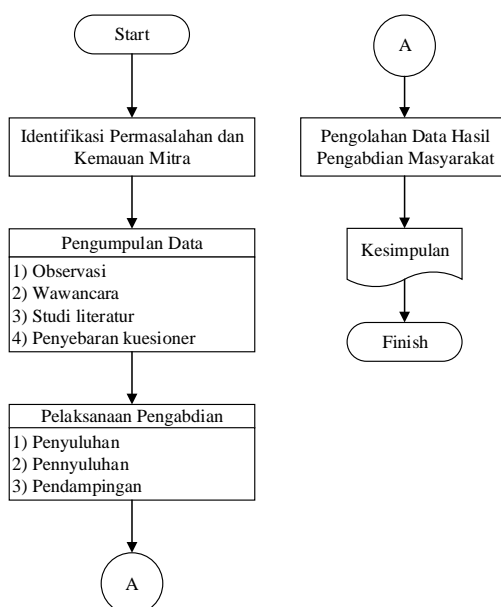 Start
Identifikasi Permasalahan dan
Kemauan Mitra
Pengumpulan Data
1) Observasi
2) Wawancara
3) Studi literatur
4) Penyebaran kuesioner
Pelaksanaan Pengabdian
1) Penyuluhan
2) Pennyuluhan
3) Pendampingan
A
A
Pengolahan Data Hasil
Pengabdian Masyarakat
Kesimpulan
Finish